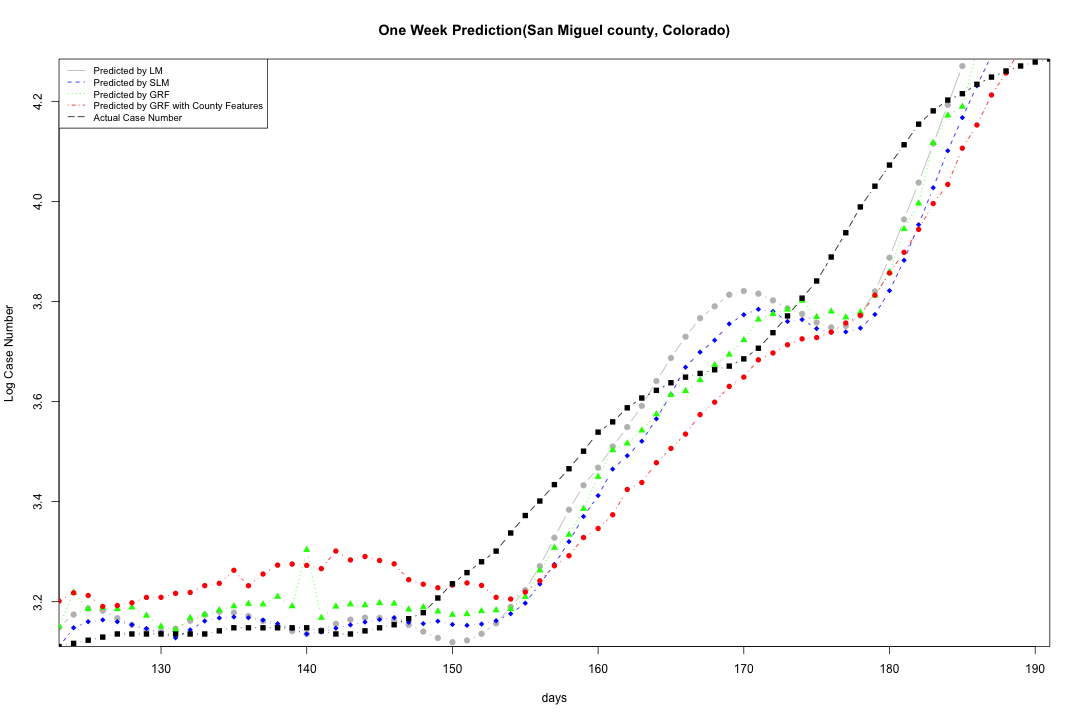 One Week Prediction(San Miguel county, Colorado)
Predicted by LM
Predicted by SLM
Predicted by GRF
Predicted by GRF with County Features
Actual Case Number
4.2
4.0
3.8
3.6
3.4
3.2
Log Case Number
130 140 150 160 170 180 190
days